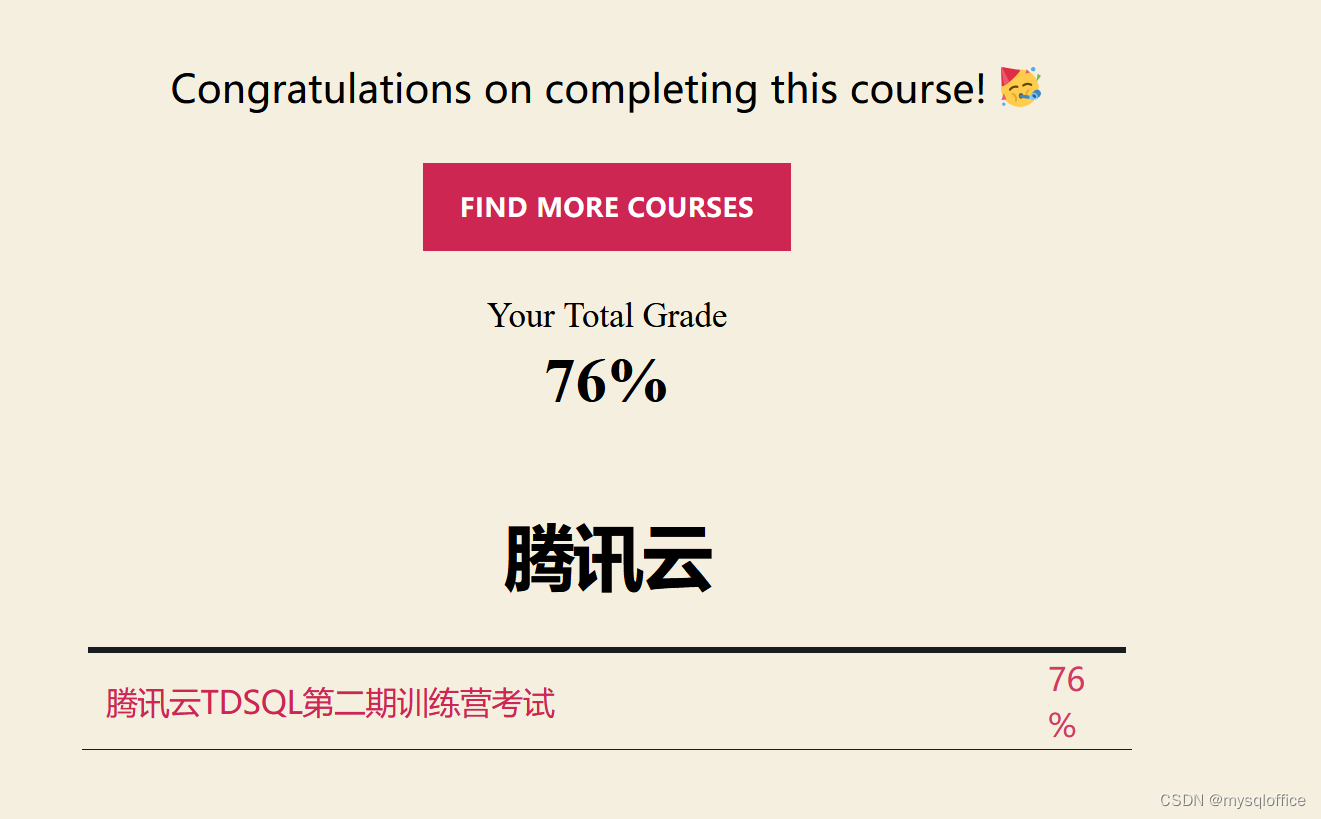 Congratulations on completing this course! 🥳
FIND MORE COURSES
Your Total Grade
76%
腾讯云
腾讯云TDSQL第二期训练营考试
76
%
CSDN @mysqloffice